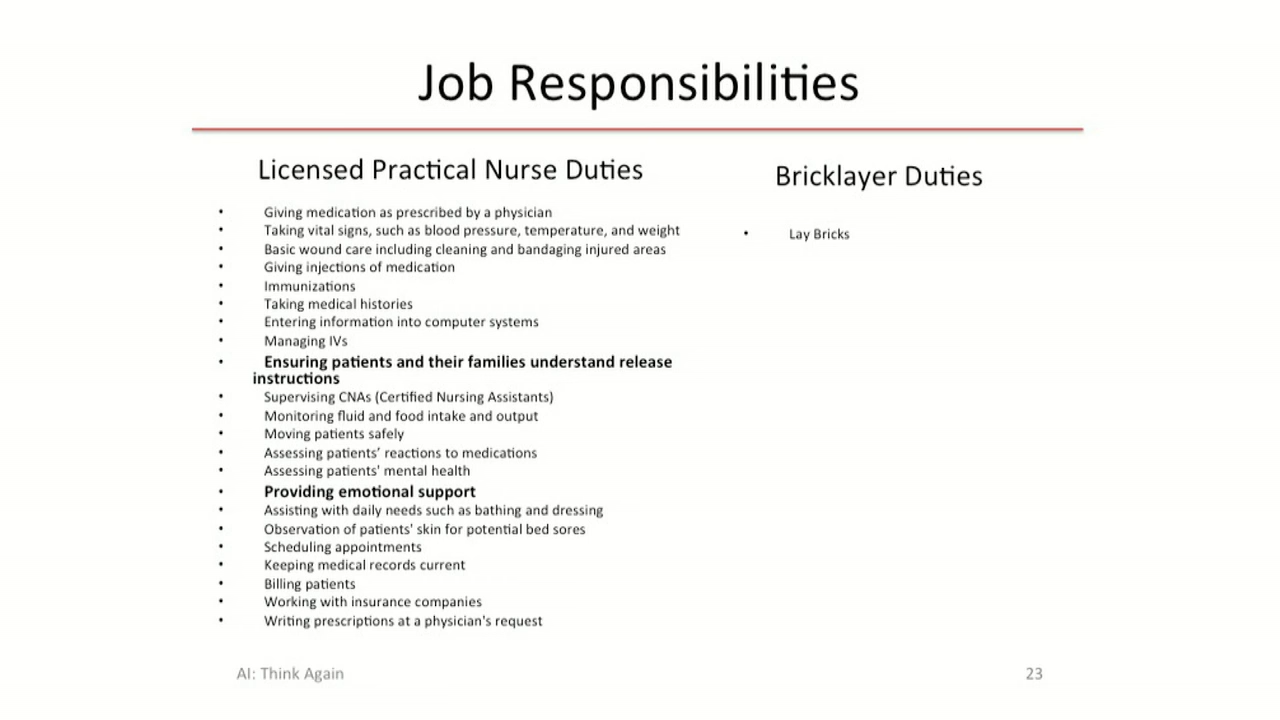 Job Responsibilities
Licensed Practical Nurse Duties
• Giving medication as prescribed by a physician
• Taking vital signs, such as blood pressure, temperature, and weight
• Basic wound care including cleaning and bandaging injured areas
• Giving injections of medication
• Immunizations
• Taking medical histories
• Entering information into computer systems
• Managing IVs
• Ensuring patients and their families understand release
instructions
• Supervising CNAs (Certified Nursing Assistants)
• Monitoring fluid and food intake and output
• Moving patients safely
• Assessing patients’ reactions to medications
• Assessing patients' mental health
• Providing emotional support
• Assisting with daily needs such as bathing and dressing
• Observation of patients' skin for potential bed sores
• Scheduling appointments
• Keeping medical records current
• Billing patients
• Working with insurance companies
• Writing prescriptions at a physician's request
Bricklayer Duties
• Lay Bricks
AI: Think Again
23